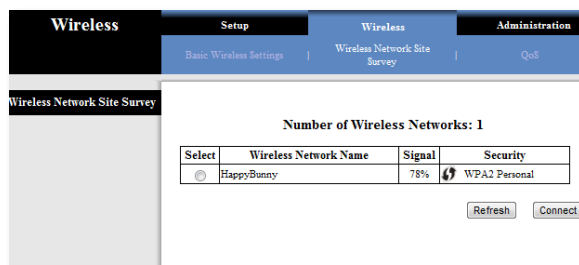 Wireless
Setup
Wireless
Administration
Basic Wireless Settings | Wireless Network Site Survey | QoS
Wireless Network Site Survey
Number of Wireless Networks: 1
Select Wireless Network Name Signal Security
HappyBunny 78% WPA2 Personal
Refresh Connect